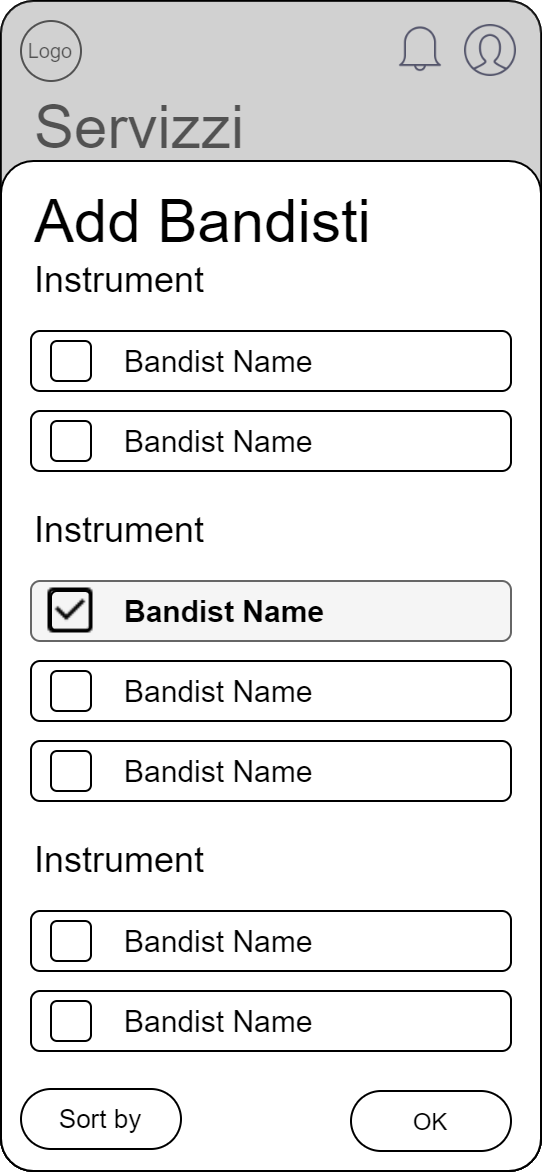 Logo
Servizzi
Add Bandisti
Instrument
Bandist Name
Bandist Name
Instrument
Bandist Name
Bandist Name
Bandist Name
Instrument
Bandist Name
Bandist Name
Sort by
OK